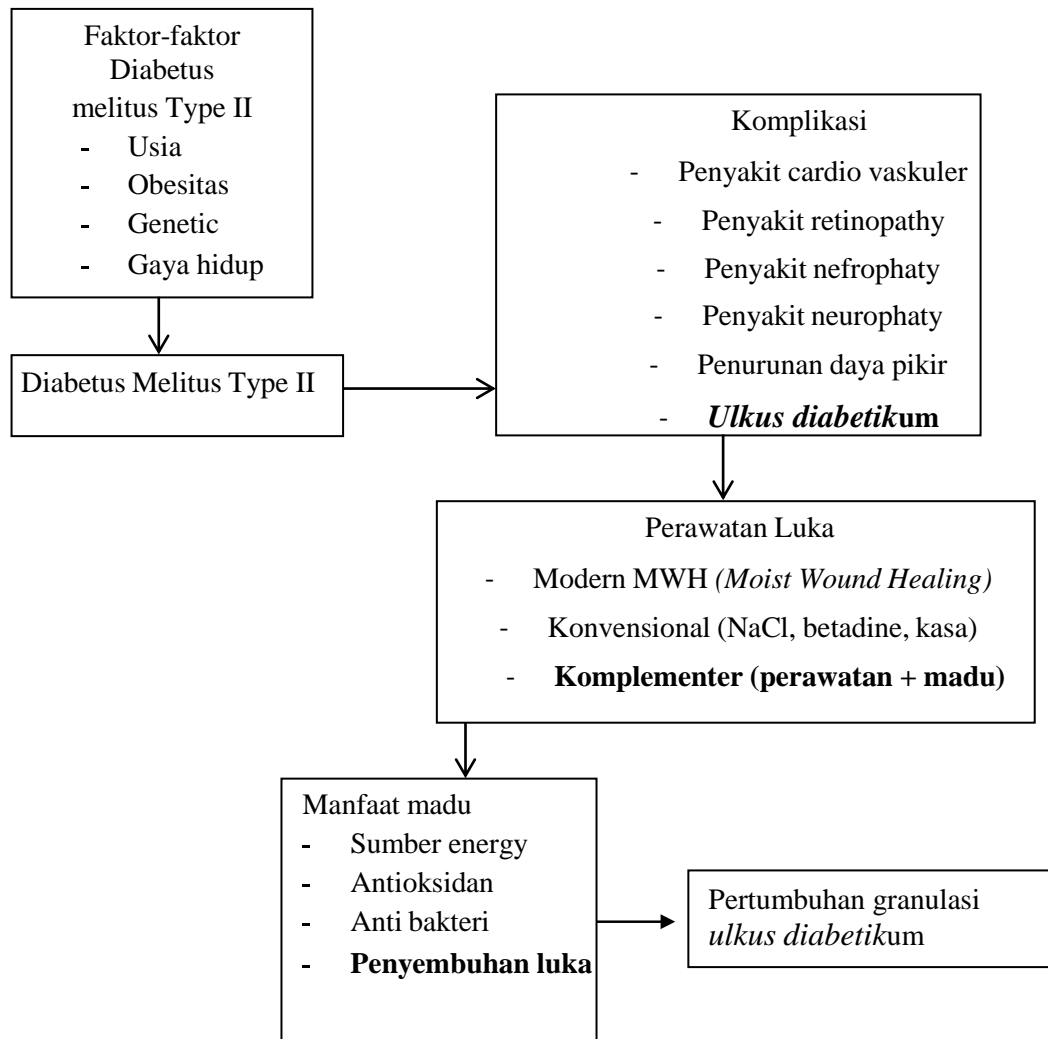 Faktor-faktor
Diabetus
melitus Type II
- Usia
- Obesitas
- Genetic
- Gaya hidup
Diabetus Melitus Type II
Komplikasi
- Penyakit cardio vaskuler
- Penyakit retinopathy
- Penyakit nefrophaty
- Penyakit neurophaty
- Penurunan daya pikir
- Ulkus diabetikum
Perawatan Luka
- Modern MWH (Moist Wound Healing)
- Konvensional (NaCl, betadine, kasa)
- Komplementer (perawatan + madu)
Manfaat madu
- Sumber energy
- Antioksidan
- Anti bakteri
- Penyembuhan luka
Pertumbuhan granulasi
ulkus diabetikum